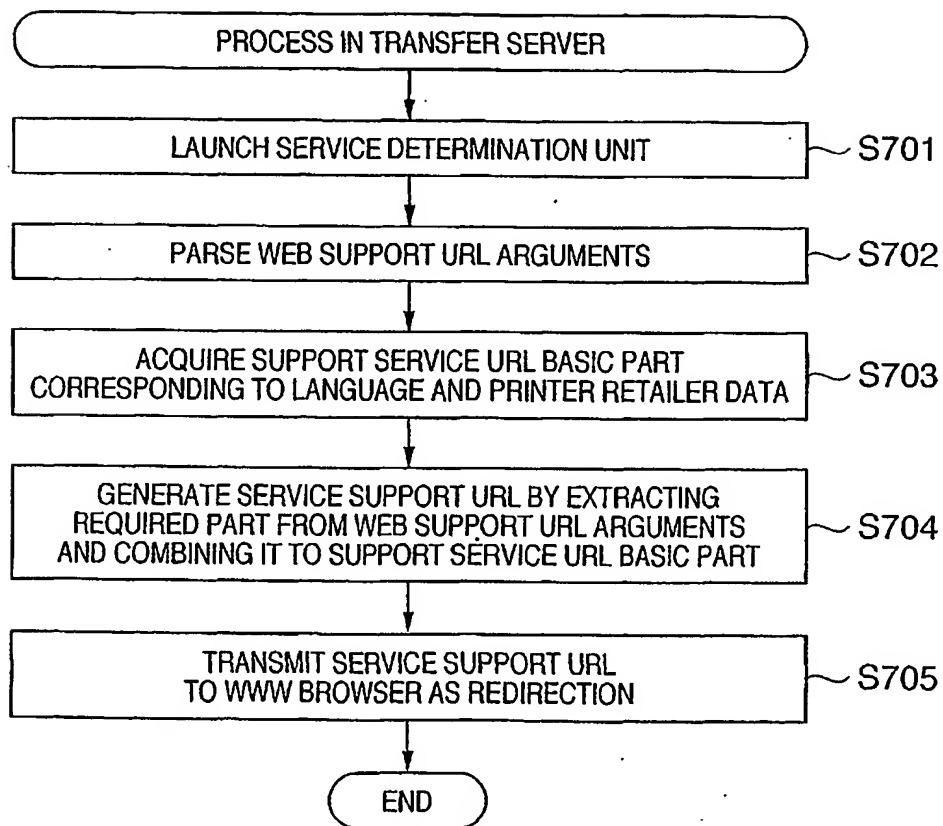 PROCESS IN TRANSFER SERVER
LAUNCH SERVICE DETERMINATION UNIT
S701
PARSE WEB SUPPORT URL ARGUMENTS
S702
ACQUIRE SUPPORT SERVICE URL BASIC PART
CORRESPONDING TO LANGUAGE AND PRINTER RETAILER DATA
S703
GENERATE SERVICE SUPPORT URL BY EXTRACTING
REQUIRED PART FROM WEB SUPPORT URL ARGUMENTS
AND COMBINING IT TO SUPPORT SERVICE URL BASIC PART
S704
TRANSMIT SERVICE SUPPORT URL
TO WWW BROWSER AS REDIRECTION
S705
END